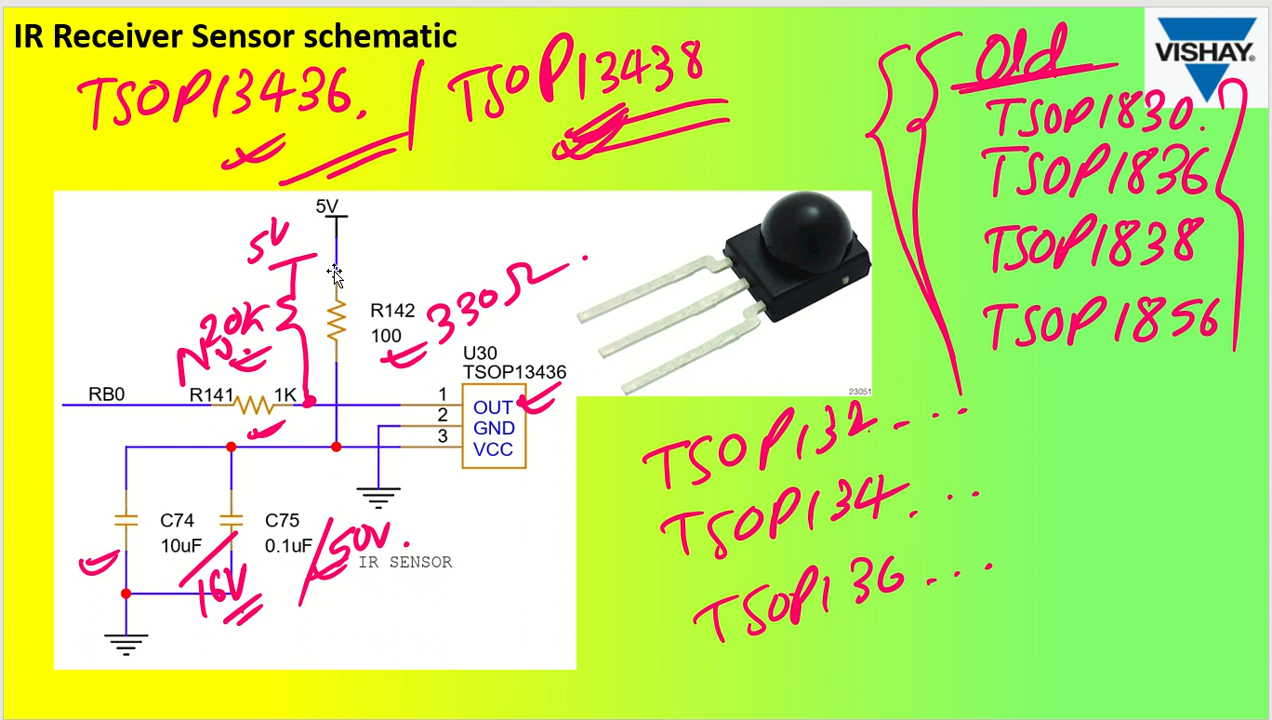 IR Receiver Sensor schematic
TSOP13436. / TSOP13438
Old
VISHAY.
TSOP1830.
TSOP1836
TSOP1838
TSOP1856
5V
5V
20K
R142
100
330Ω.
U30
TSOP13436
RB0
R141
1K
1
OUT
2
GND
3
VCC
23051
C74
10uF
16V
C75
0.1uF
/50V.
IR SENSOR
TSOP132....
TSOP134...
TSOP136...